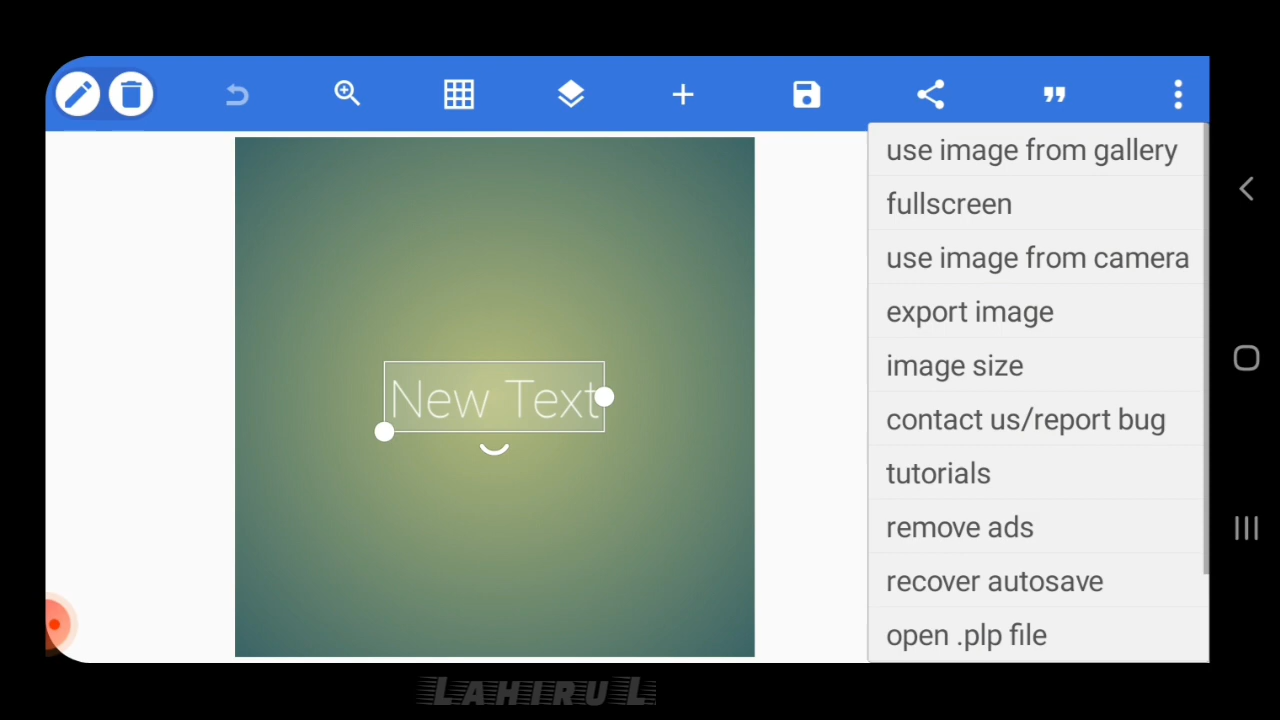 use image from gallery
fullscreen
use image from camera
export image
image size
contact us/report bug
tutorials
remove ads
recover autosave
open .plp file
New Text
LAHIRU L